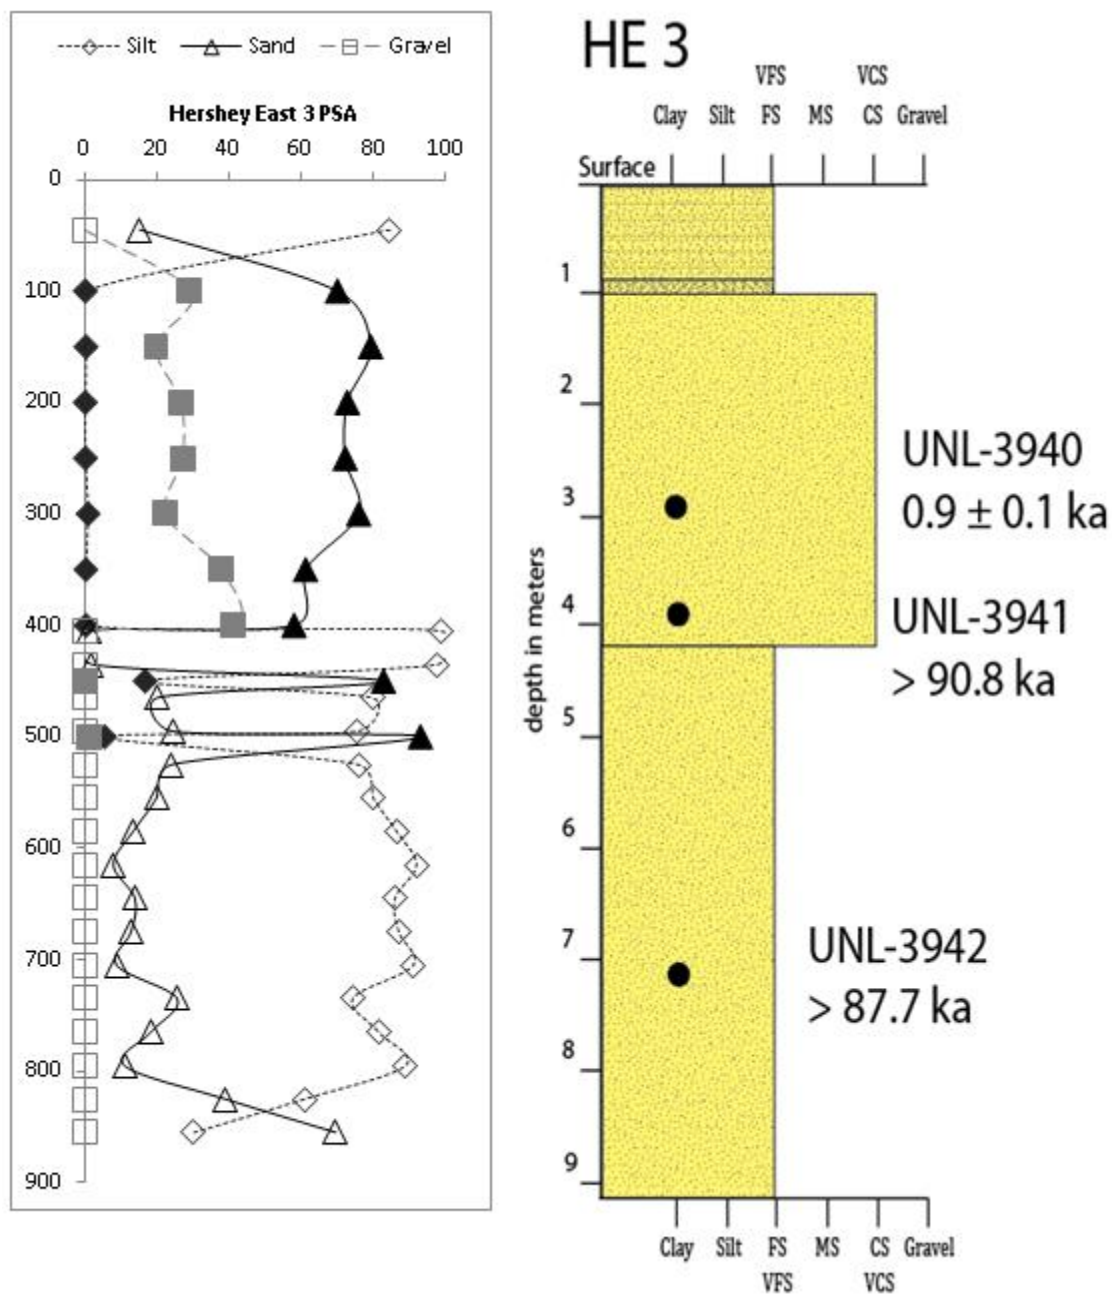 Silt Sand Gravel
Hershey East 3 PSA
0 20 40 60 80 100
0
100
200
300
400
500
600
700
800
900
HE 3
VFS VCS
Clay Silt FS MS CS Gravel
Surface
depth in meters
1
2
3
4
5
6
7
8
9
UNL-3940
0.9 ± 0.1 ka
UNL-3941
> 90.8 ka
UNL-3942
> 87.7 ka
Clay Silt FS MS CS Gravel
VFS VCS